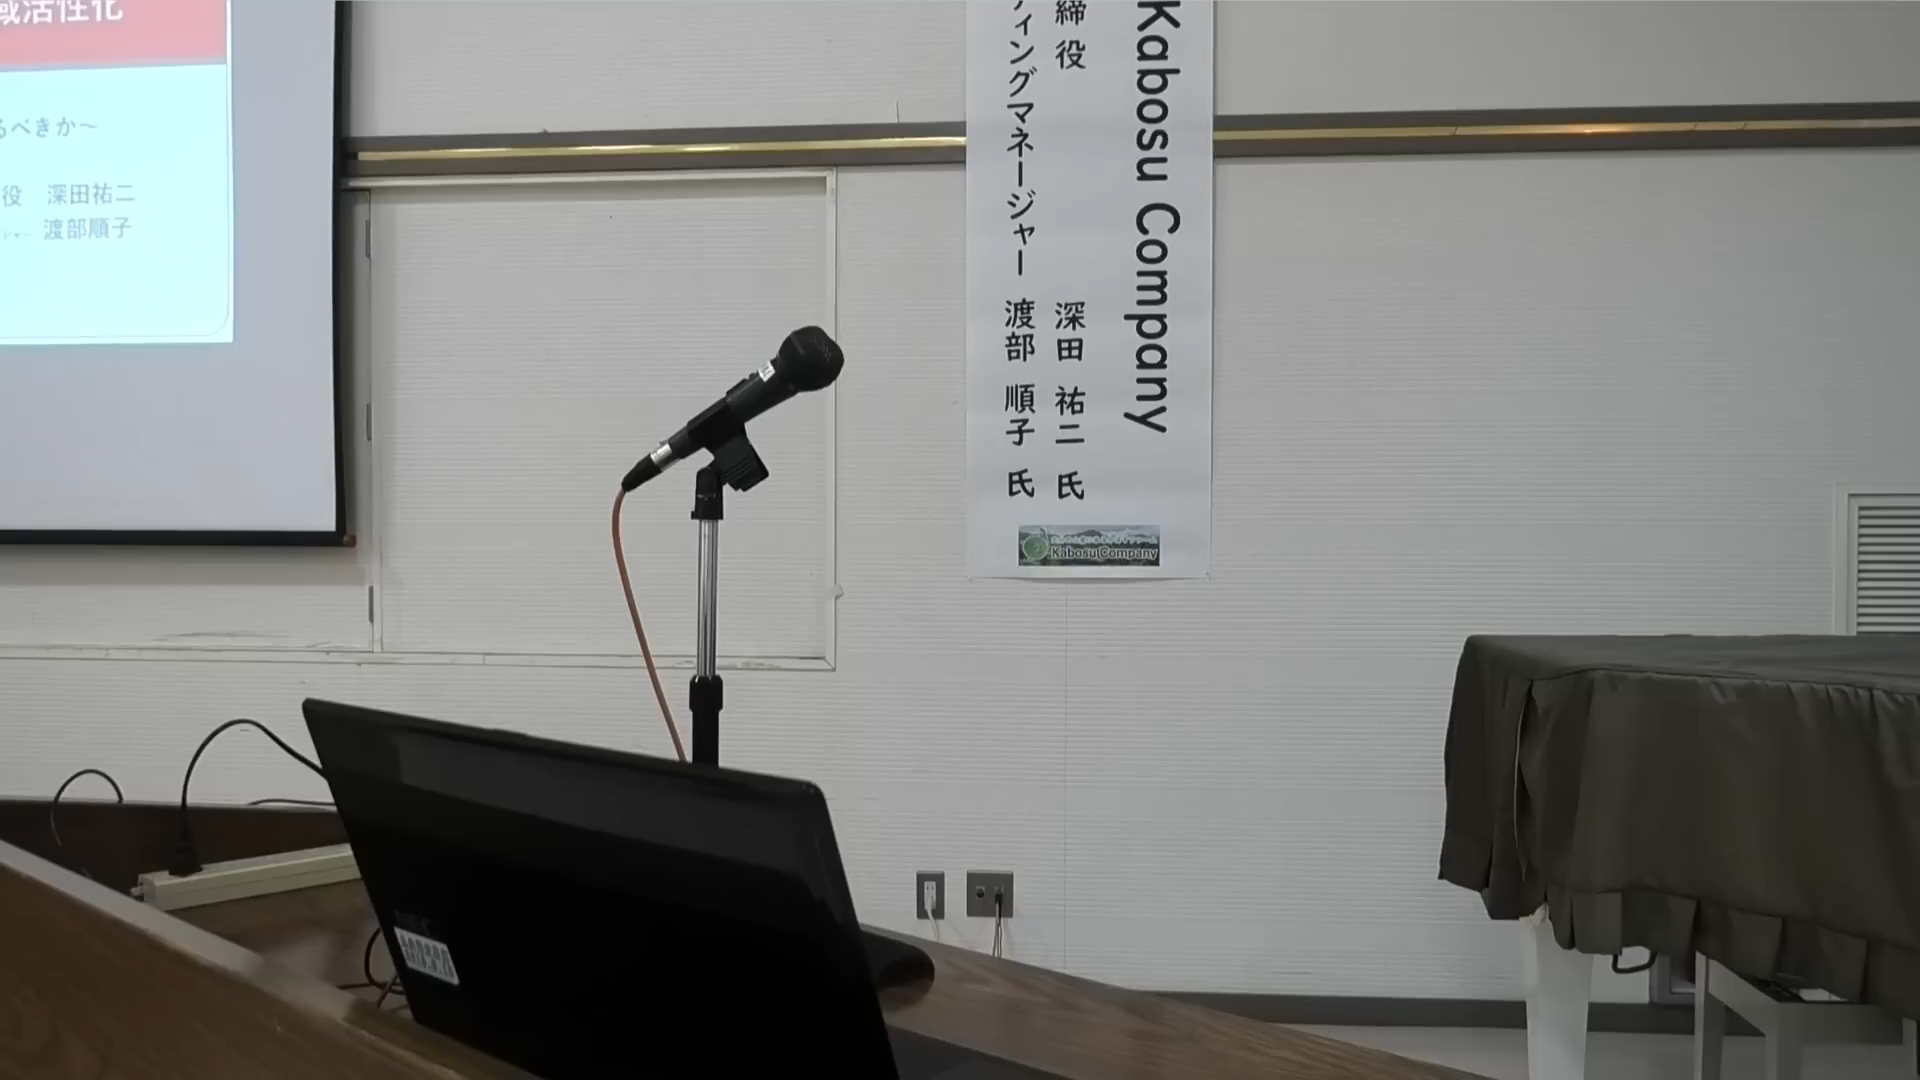 域活性化
るべきか～
役 深田祐二
渡部順子
Kabosu Company
締役 深田 祐二 氏
ィングマネージャー 渡部 順子 氏
Kabosu Company